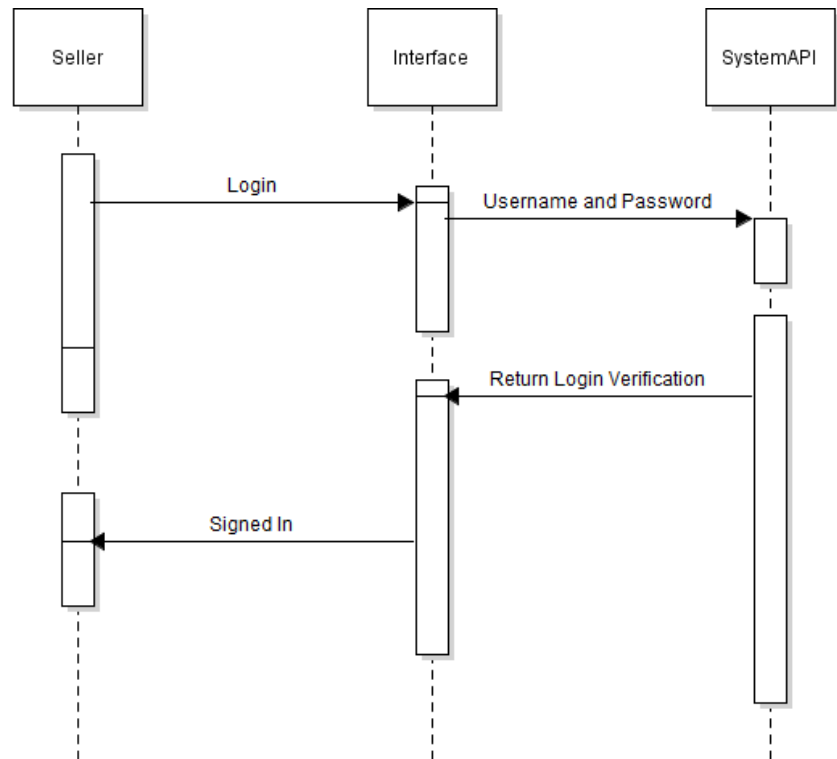 Seller
Interface
SystemAPI
Login
Username and Password
Return Login Verification
Signed In